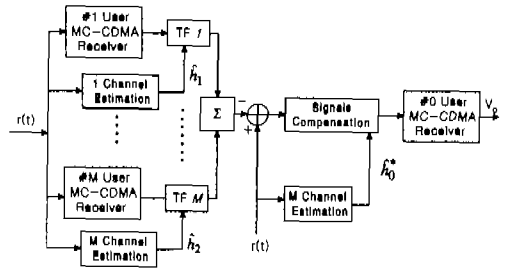 #1 User
MC-CDMA
Receiver
TF 1
1 Channel
Estimation
ĥ₁
r(t)
#M User
MC-CDMA
Receiver
TF M
M Channel
Estimation
ĥ₂
Σ
−
+
r(t)
Signals
Compensation
M Channel
Estimation
ĥ₀*
#0 User
MC-CDMA
Receiver
V₀